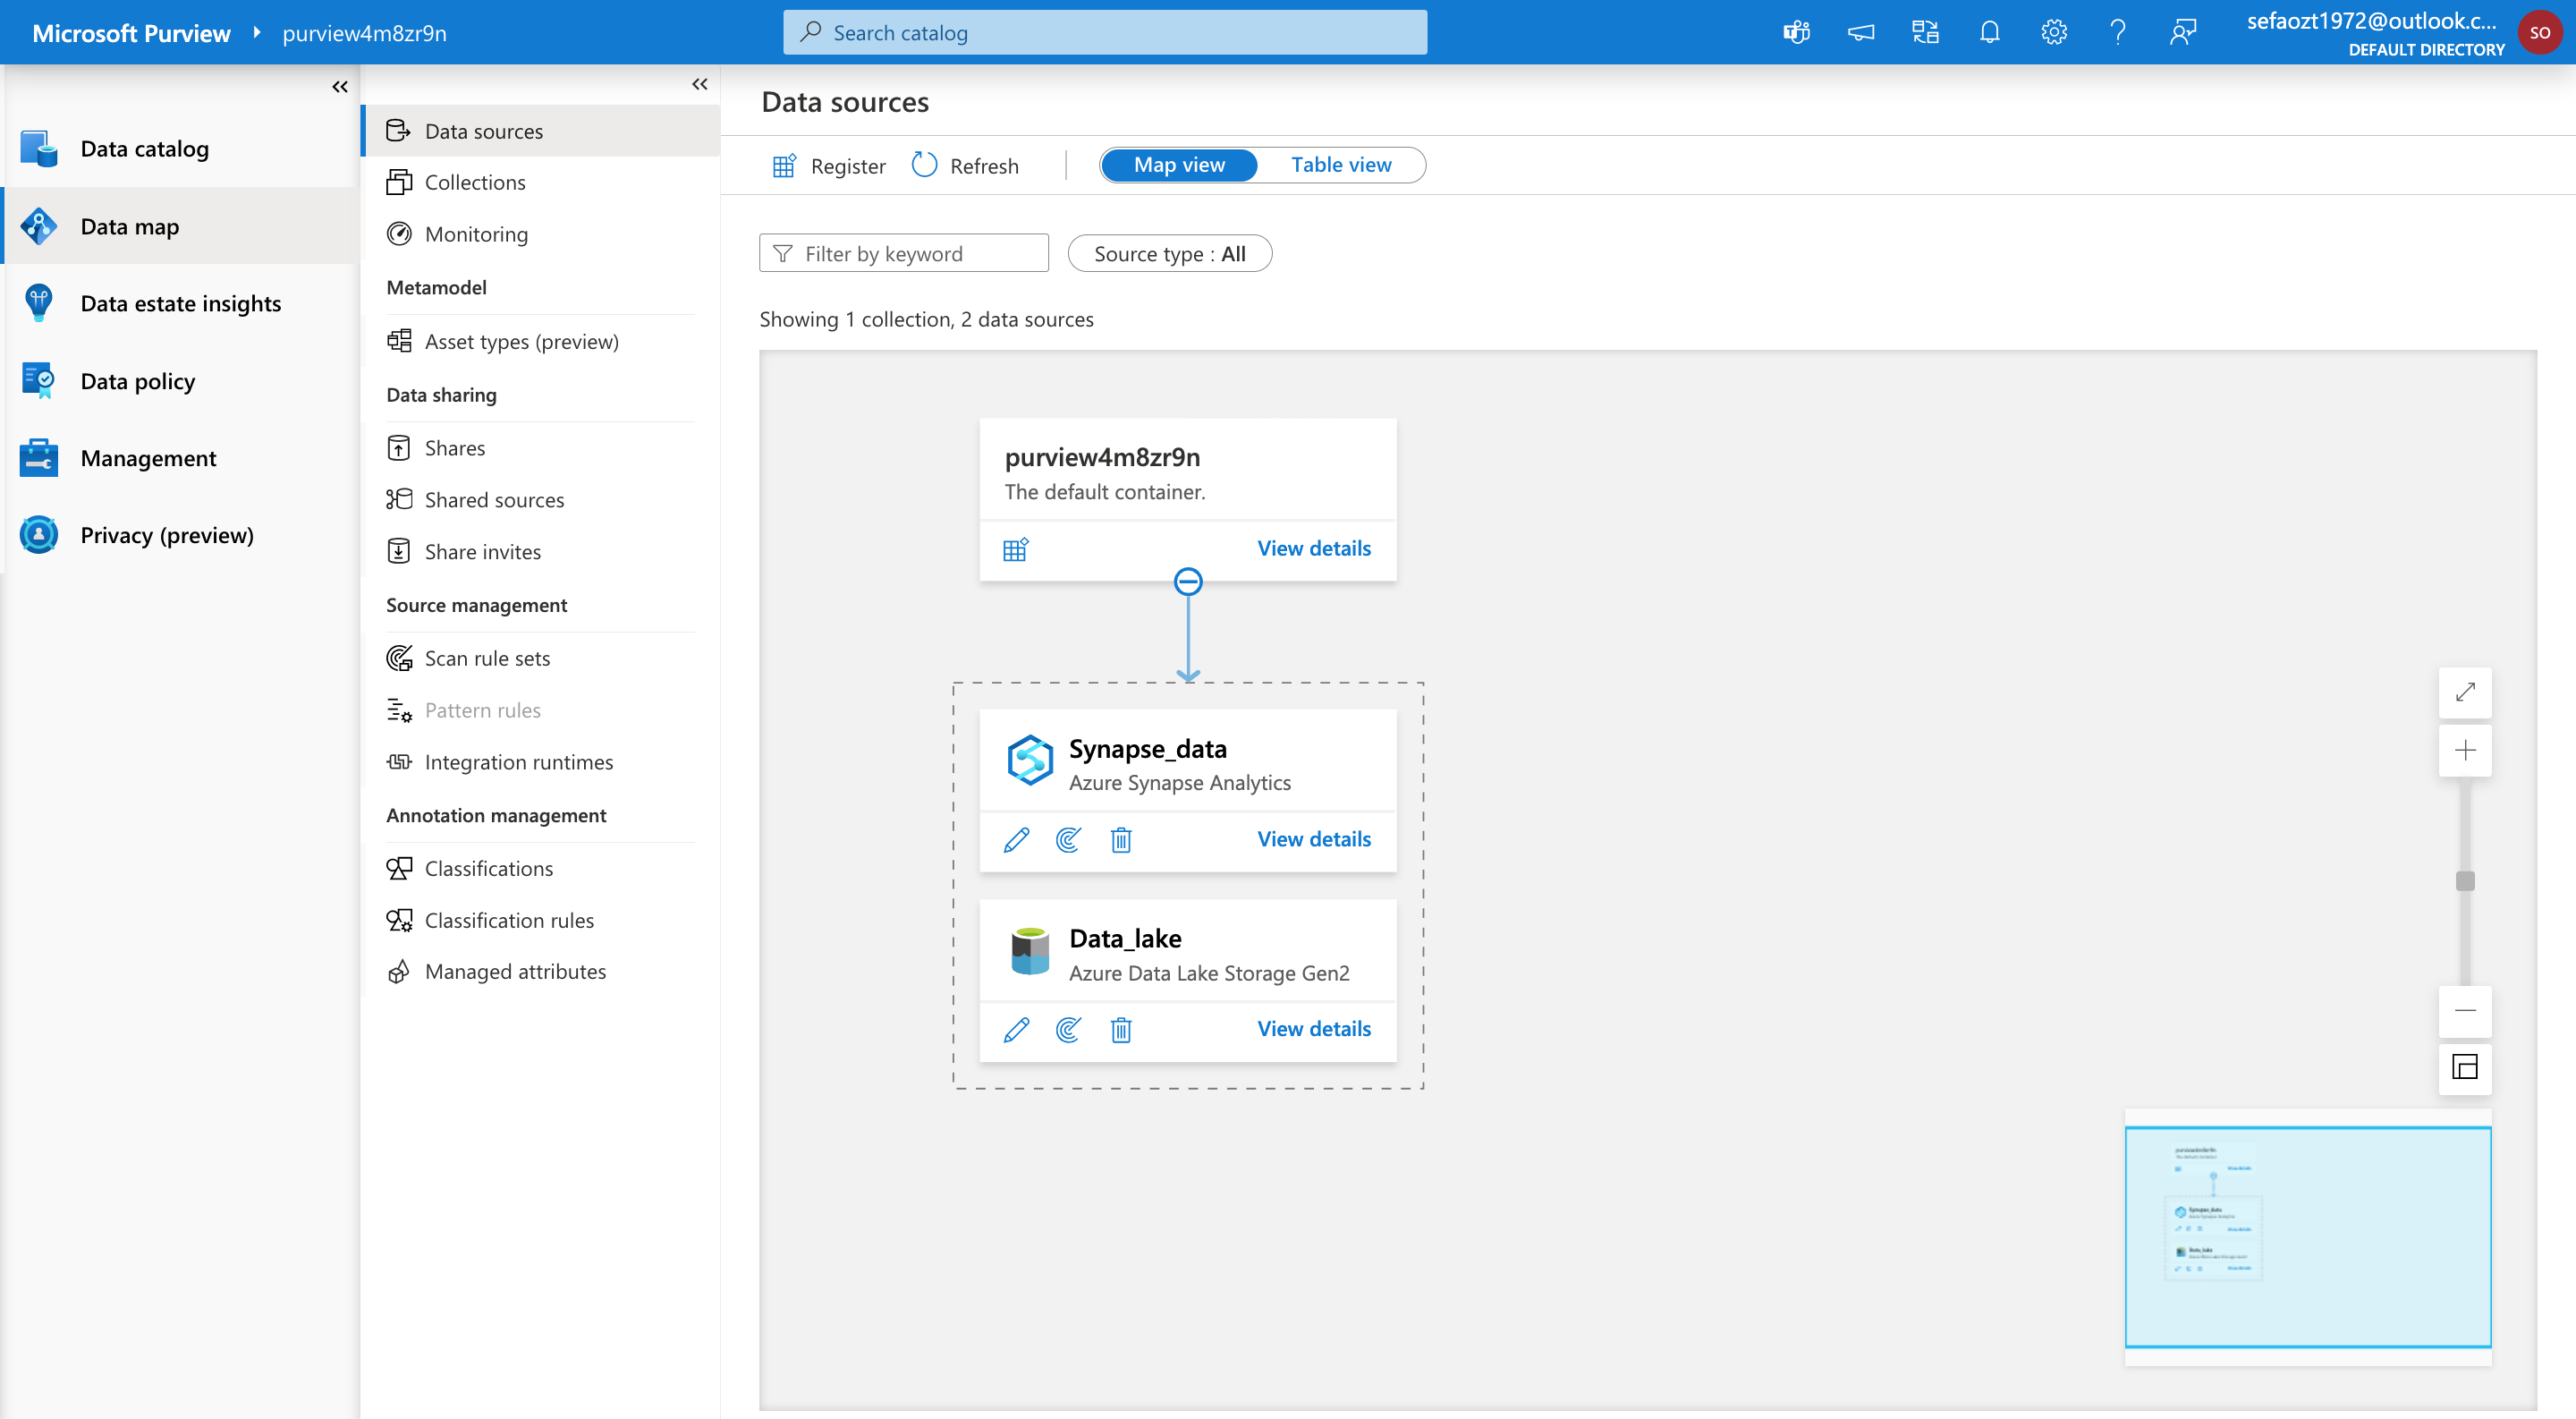 Microsoft Purview
purview4m8zr9n
Search catalog
sefaozt1972@outlook.c...
DEFAULT DIRECTORY
SO
Data catalog
Data map
Data estate insights
Data policy
Management
Privacy (preview)
Data sources
Collections
Monitoring
Metamodel
Asset types (preview)
Data sharing
Shares
Shared sources
Share invites
Source management
Scan rule sets
Pattern rules
Integration runtimes
Annotation management
Classifications
Classification rules
Managed attributes
Data sources
Register
Refresh
Map view
Table view
Filter by keyword
Source type : All
Showing 1 collection, 2 data sources
purview4m8zr9n
The default container.
View details
Synapse_data
Azure Synapse Analytics
View details
Data_lake
Azure Data Lake Storage Gen2
View details